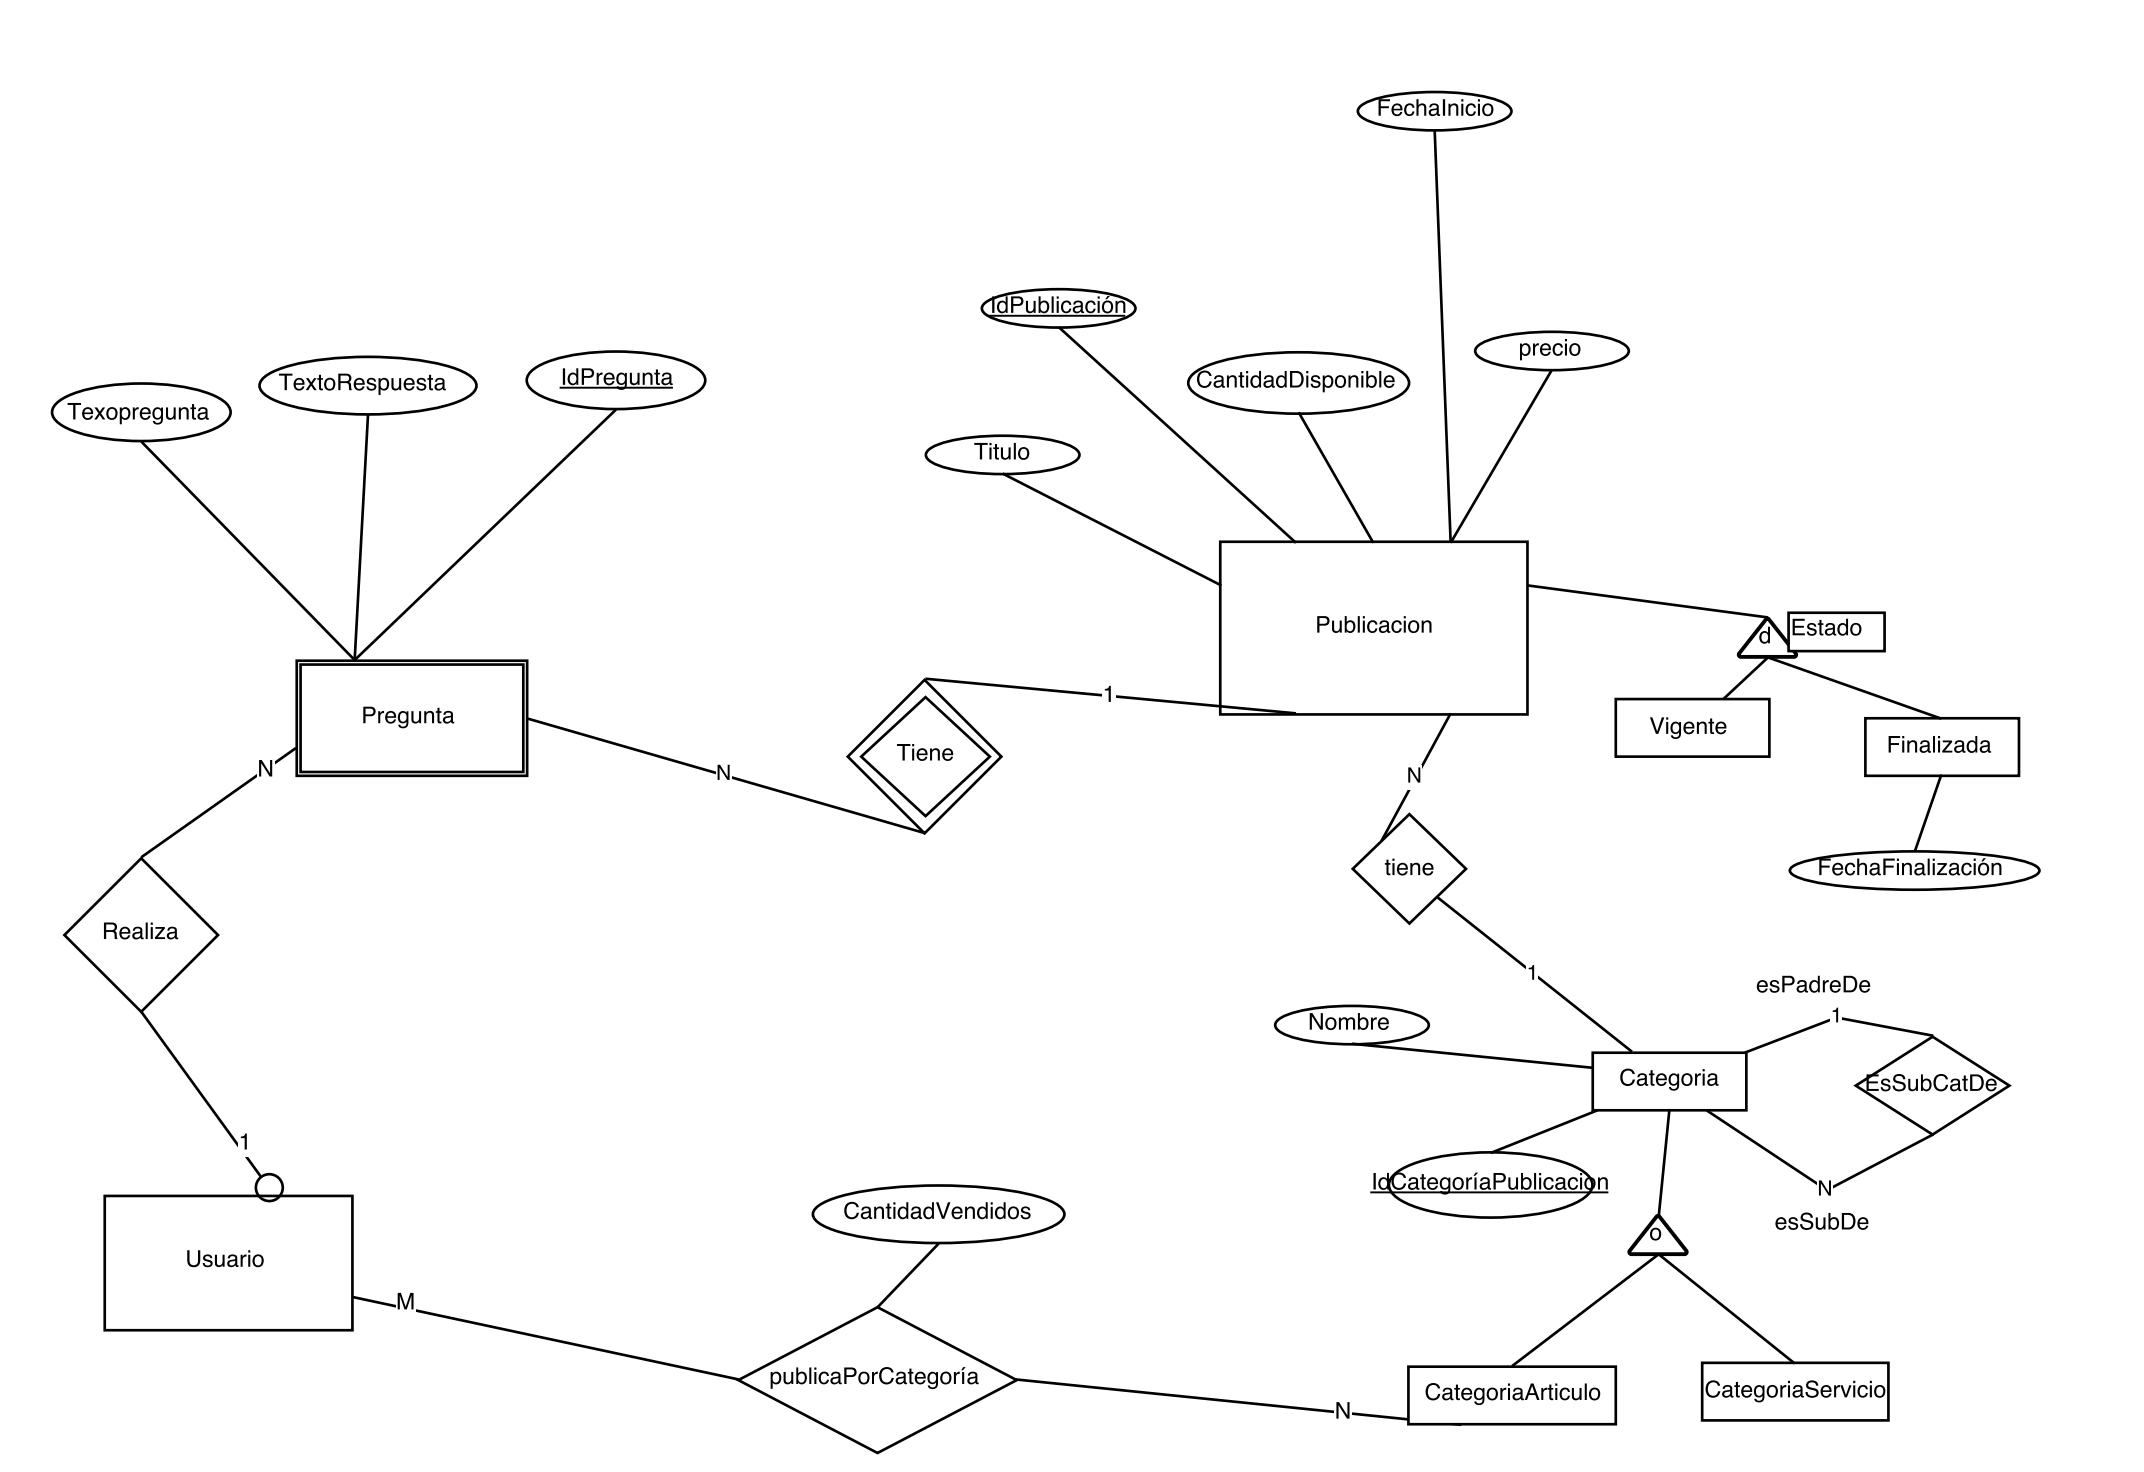 FechaInicio
IdPublicación
precio
CantidadDisponible
IdPregunta
TextoRespuesta
Texopregunta
Titulo
Publicacion
d
Estado
Pregunta
1
Vigente
Finalizada
Tiene
N
N
N
tiene
FechaFinalización
Realiza
1
esPadreDe
1
Nombre
Categoria
EsSubCatDe
1
IdCategoríaPublicacion
N
CantidadVendidos
esSubDe
o
Usuario
M
publicaPorCategoría
N
CategoriaArticulo
CategoriaServicio